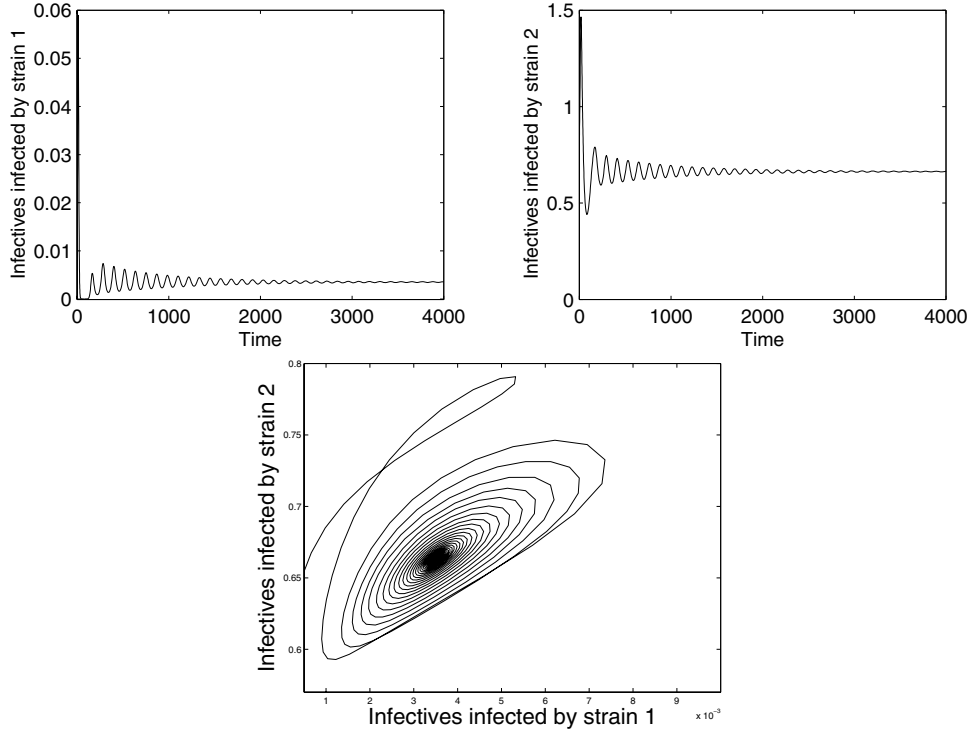 Infectives infected by strain 1
0.06
0.05
0.04
0.03
0.02
0.01
0
0 1000 2000 3000 4000
Time
Infectives infected by strain 2
1.5
1
0.5
0
0 1000 2000 3000 4000
Time
Infectives infected by strain 2
0.8
0.75
0.7
0.65
0.6
1 2 3 4 5 6 7 8 9
x 10⁻³
Infectives infected by strain 1